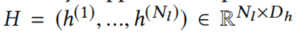 H = (h^{(1)}, ..., h^{(N_l)}) ∈ ℝ^{N_l×D_h}